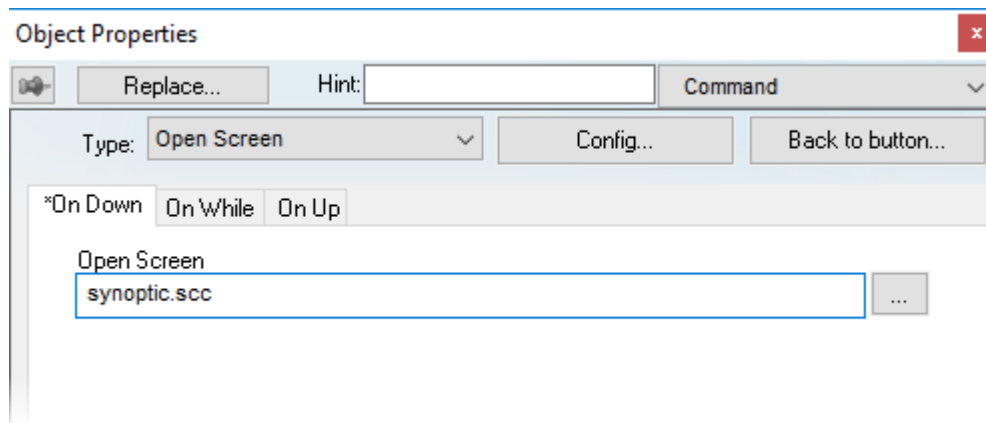 Object Properties x
Replace... Hint: Command
Type: Open Screen Config... Back to button...
*On Down On While On Up
Open Screen
synoptic.scc ...